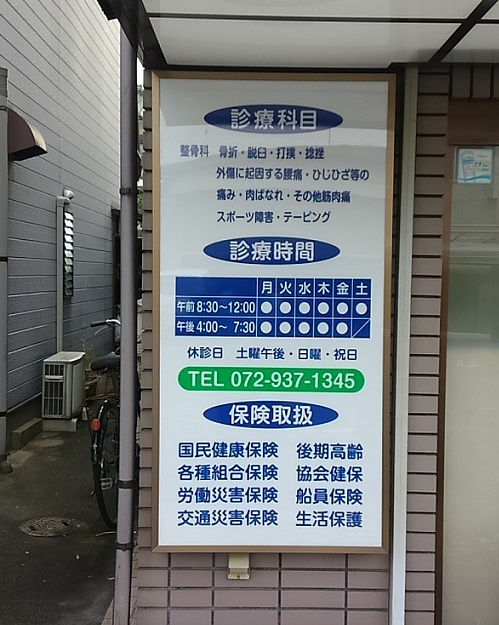 診療科目
整骨科 骨折・脱臼・打撲・捻挫
外傷に起因する腰痛・ひじひざ等の
痛み・肉ばなれ・その他筋肉痛
スポーツ障害・テーピング
診療時間
月 火 水 木 金 土
午前 8:30～12:00 ● ● ● ● ● ●
午後 4:00～ 7:30 ● ● ● ● ● ／
休診日 土曜午後・日曜・祝日
TEL 072-937-1345
保険取扱
国民健康保険 後期高齢
各種組合保険 協会健保
労働災害保険 船員保険
交通災害保険 生活保護